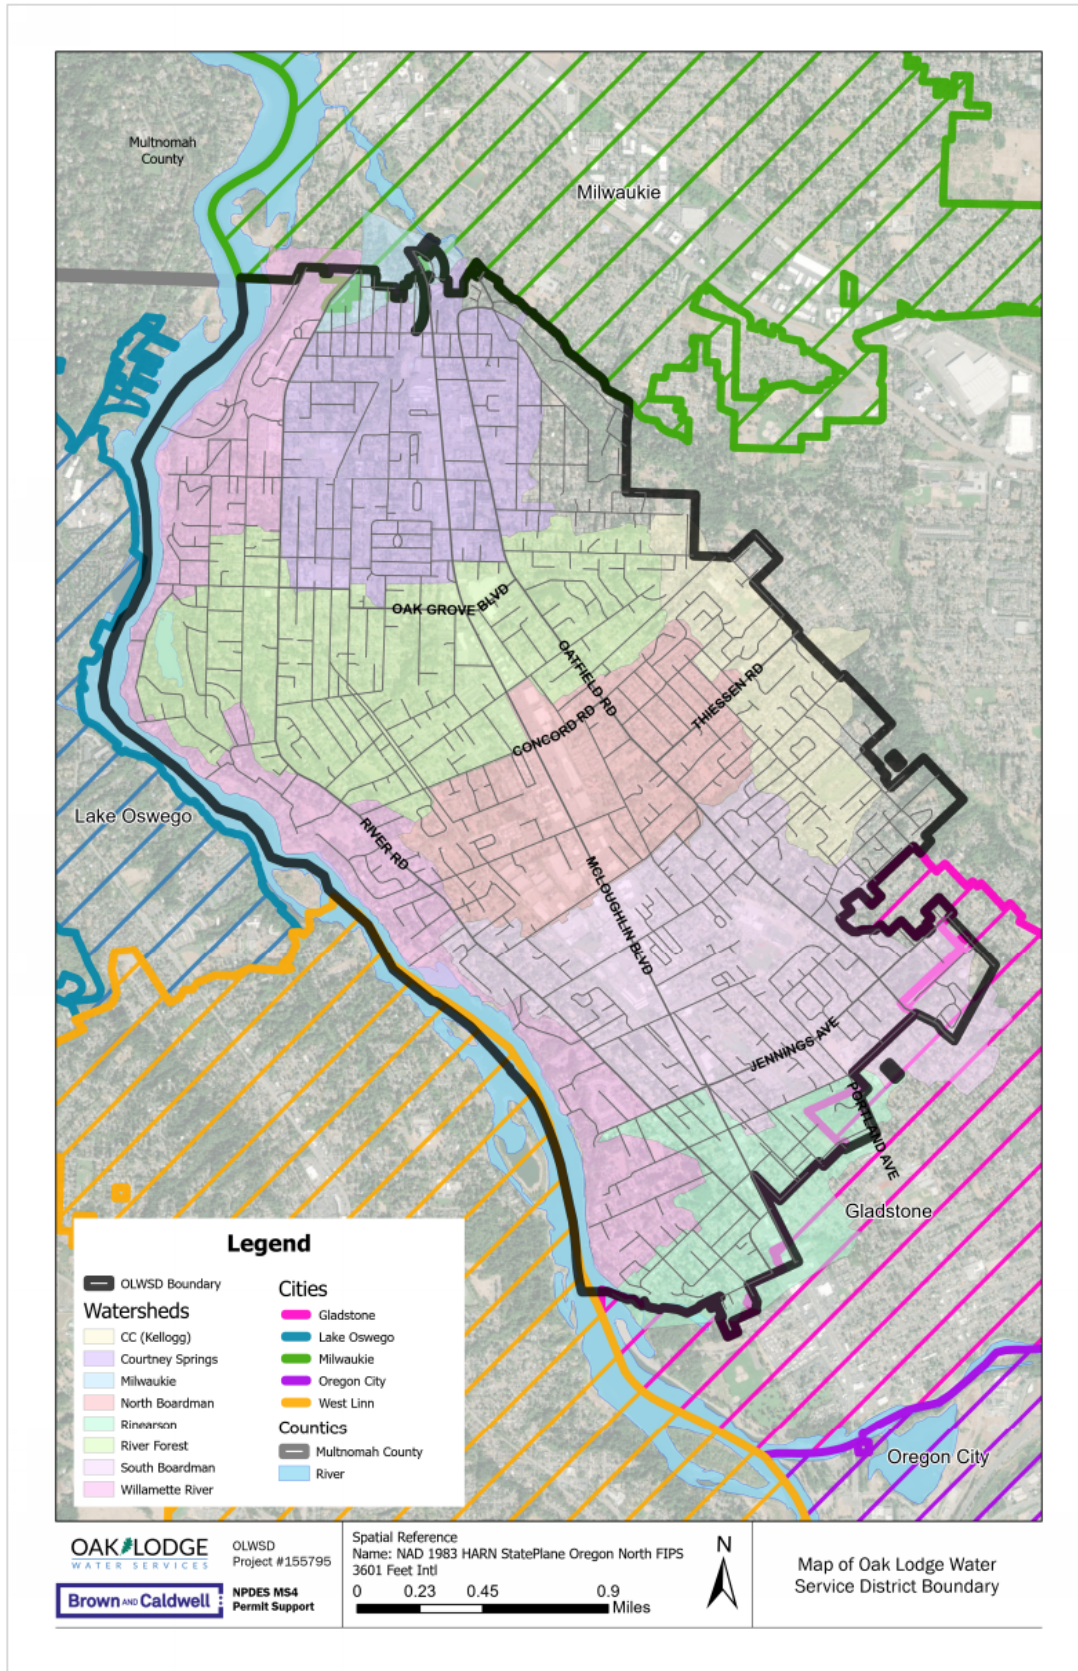 Multnomah
County
Milwaukie
OAK GROVE BLVD
OATFIELD RD
THIESSEN RD
CONCORD RD
Lake Oswego
RIVER RD
MCLOUGHLIN BLVD
JENNINGS AVE
PORTLAND AVE
Gladstone
Oregon City
Legend
OLWSD Boundary
Watersheds
CC (Kellogg)
Courtney Springs
Milwaukie
North Boardman
Rinearson
River Forest
South Boardman
Willamette River
Cities
Gladstone
Lake Oswego
Milwaukie
Oregon City
West Linn
Counties
Multnomah County
River
OAK LODGE
WATER SERVICES
OLWSD
Project #155795
Brown AND Caldwell
NPDES MS4
Permit Support
Spatial Reference
Name: NAD 1983 HARN StatePlane Oregon North FIPS
3601 Feet Intl
0 0.23 0.45 0.9
Miles
N
Map of Oak Lodge Water
Service District Boundary